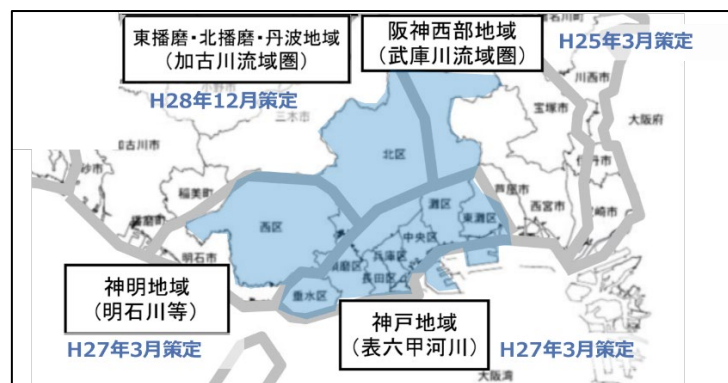 東播磨・北播磨・丹波地域
（加古川流域圏）
H28年12月策定
阪神西部地域
（武庫川流域圏）
H25年3月策定
川西市
宝塚市
大阪府
三木市
北区
稲美町
播磨町
明石市
西区
芦屋市
西宮市
灘区
東灘区
中央区
兵庫区
長田区
垂水区
神明地域
（明石川等）
H27年3月策定
神戸地域
（表六甲河川）
H27年3月策定
大阪湾